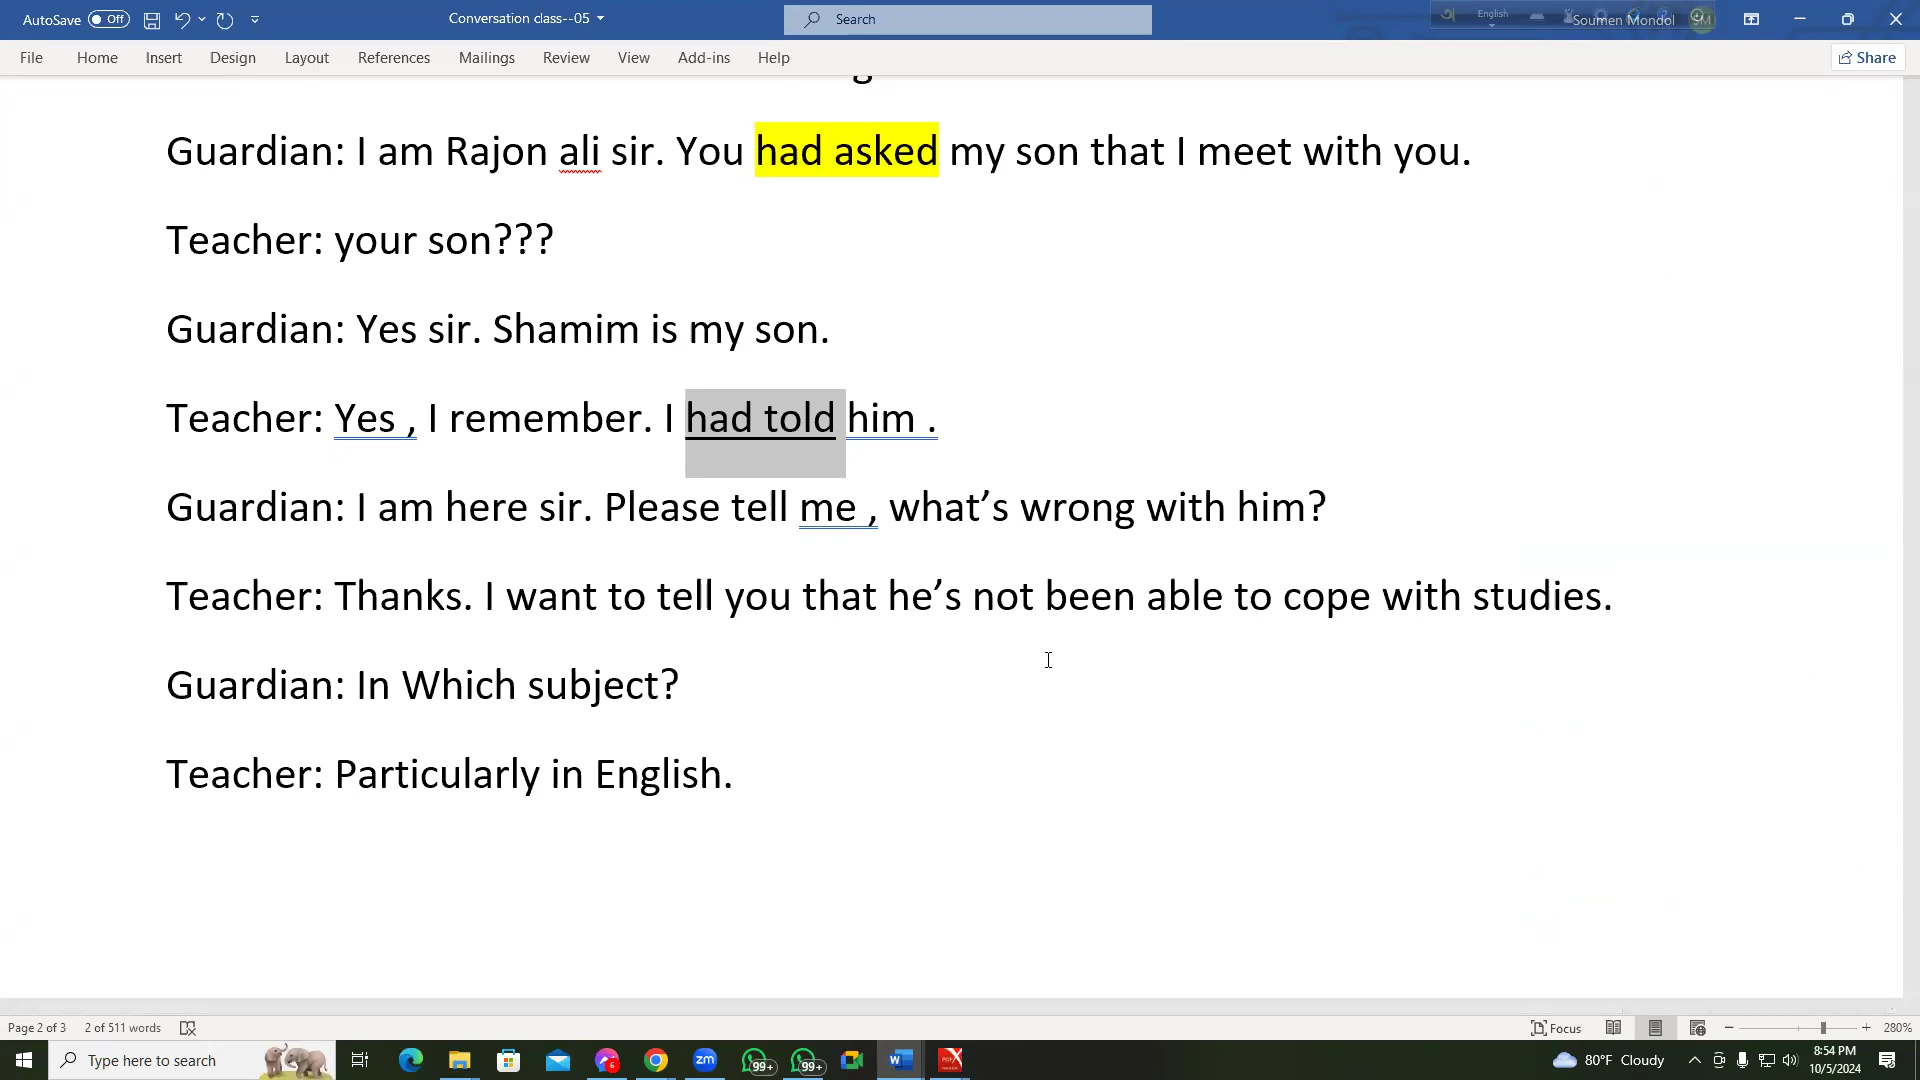 AutoSave Off Conversation class--05 Search English Soumen Mondol SM
File Home Insert Design Layout References Mailings Review View Add-ins Help Share
Guardian: I am Rajon ali sir. You had asked my son that I meet with you.
Teacher: your son???
Guardian: Yes sir. Shamim is my son.
Teacher: Yes , I remember. I had told him .
Guardian: I am here sir. Please tell me , what’s wrong with him?
Teacher: Thanks. I want to tell you that he’s not been able to cope with studies.
Guardian: In Which subject?
Teacher: Particularly in English.
Page 2 of 3 2 of 511 words Focus 280%
Type here to search zm 99+ 99+ 80°F Cloudy 8:54 PM
10/5/2024